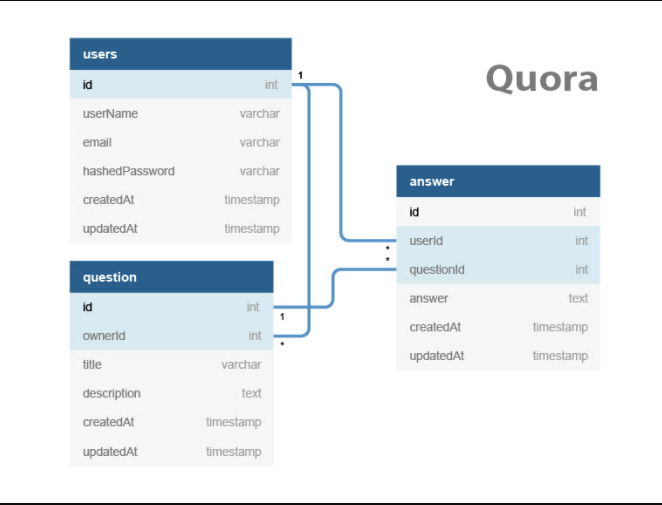 users
id int
userName varchar
email varchar
hashedPassword varchar
createdAt timestamp
updatedAt timestamp
1
Quora
question
id int
ownerId int
title varchar
description text
createdAt timestamp
updatedAt timestamp
1
*
answer
id int
userId int
questionId int
answer text
createdAt timestamp
updatedAt timestamp
*
*